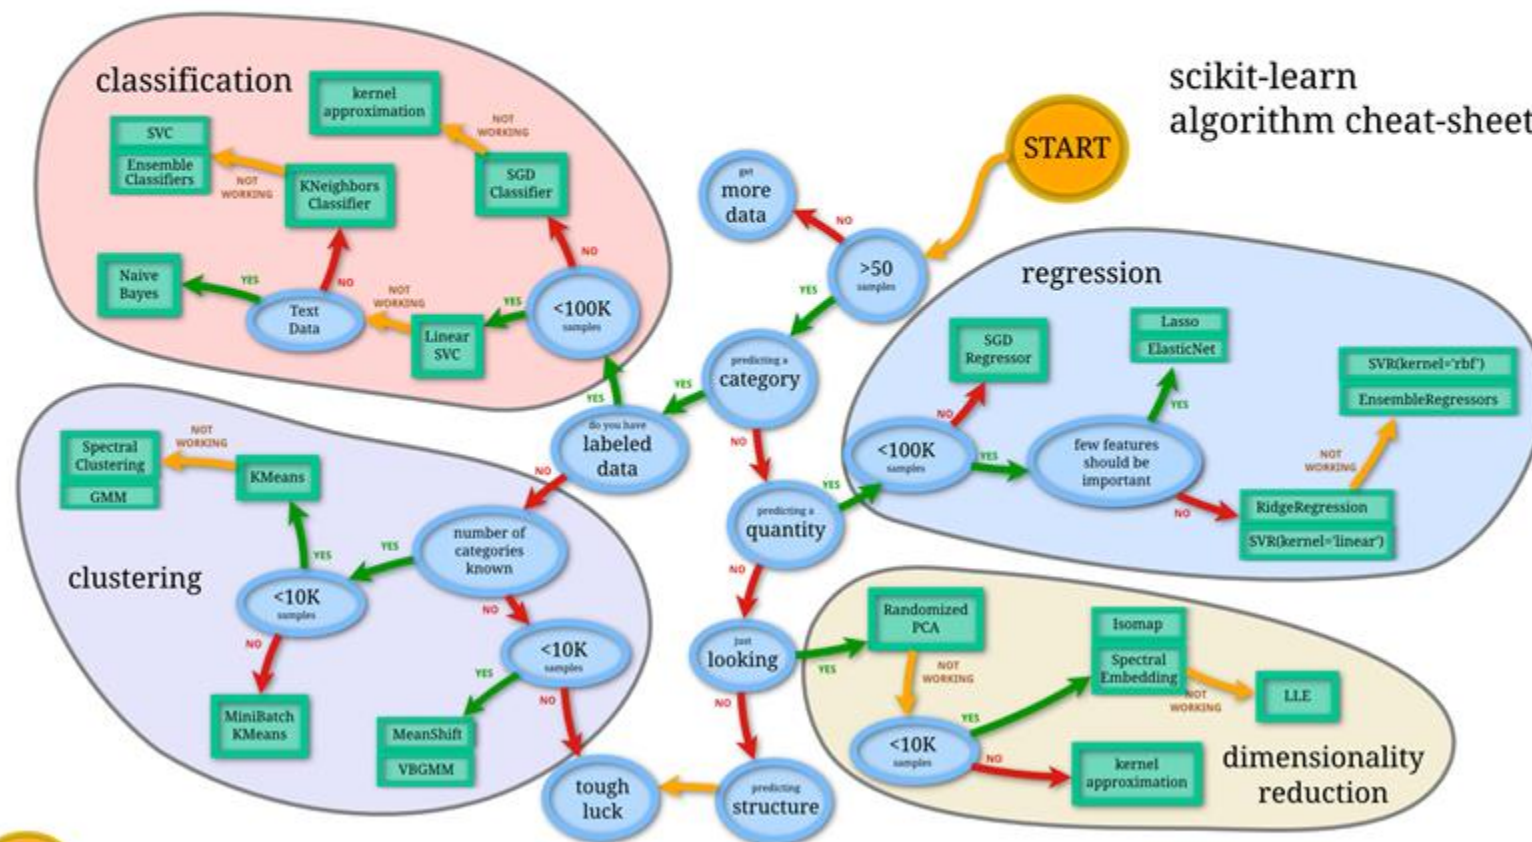 scikit-learn
algorithm cheat-sheet
START
classification
kernel
approximation
NOT
WORKING
SVC
Ensemble
Classifiers
NOT
WORKING
KNeighbors
Classifier
SGD
Classifier
NO
Naive
Bayes
YES
Text
Data
NO
NOT
WORKING
Linear
SVC
YES
<100K
samples
YES
get
more
data
NO
>50
samples
YES
predicting a
category
YES
do you have
labeled
data
NO
NO
predicting a
quantity
YES
NO
just
looking
YES
NO
predicting
structure
tough
luck
regression
SGD
Regressor
NO
<100K
samples
YES
Lasso
ElasticNet
YES
few features
should be
important
NO
SVR(kernel='rbf')
EnsembleRegressors
NOT
WORKING
RidgeRegression
SVR(kernel='linear')
clustering
Spectral
Clustering
GMM
NOT
WORKING
KMeans
YES
<10K
samples
NO
MiniBatch
KMeans
YES
number of
categories
known
NO
<10K
samples
YES
NO
MeanShift
VBGMM
dimensionality
reduction
Randomized
PCA
NOT
WORKING
<10K
samples
YES
NO
Isomap
Spectral
Embedding
NOT
WORKING
LLE
kernel
approximation